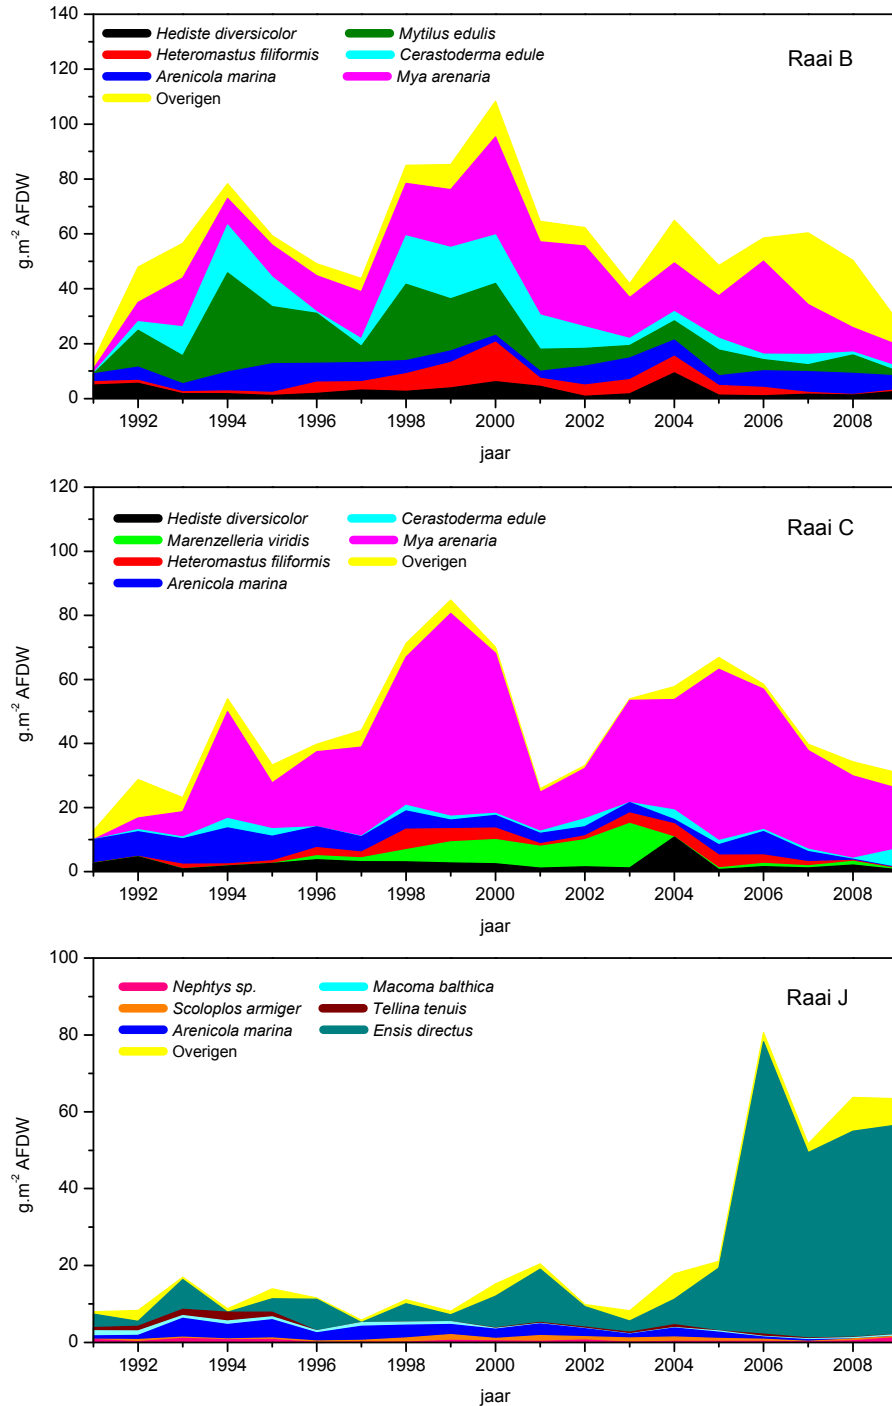 140
120
100
80
60
40
20
0
g.m⁻² AFDW
Hediste diversicolor
Heteromastus filiformis
Arenicola marina
Overigen
Mytilus edulis
Cerastoderma edule
Mya arenaria
Raai B
1992 1994 1996 1998 2000 2002 2004 2006 2008
jaar
120
100
80
60
40
20
0
g.m⁻² AFDW
Hediste diversicolor
Marenzelleria viridis
Heteromastus filiformis
Arenicola marina
Cerastoderma edule
Mya arenaria
Overigen
Raai C
1992 1994 1996 1998 2000 2002 2004 2006 2008
jaar
100
80
60
40
20
0
g.m⁻² AFDW
Nephtys sp.
Scoloplos armiger
Arenicola marina
Overigen
Macoma balthica
Tellina tenuis
Ensis directus
Raai J
1992 1994 1996 1998 2000 2002 2004 2006 2008
jaar